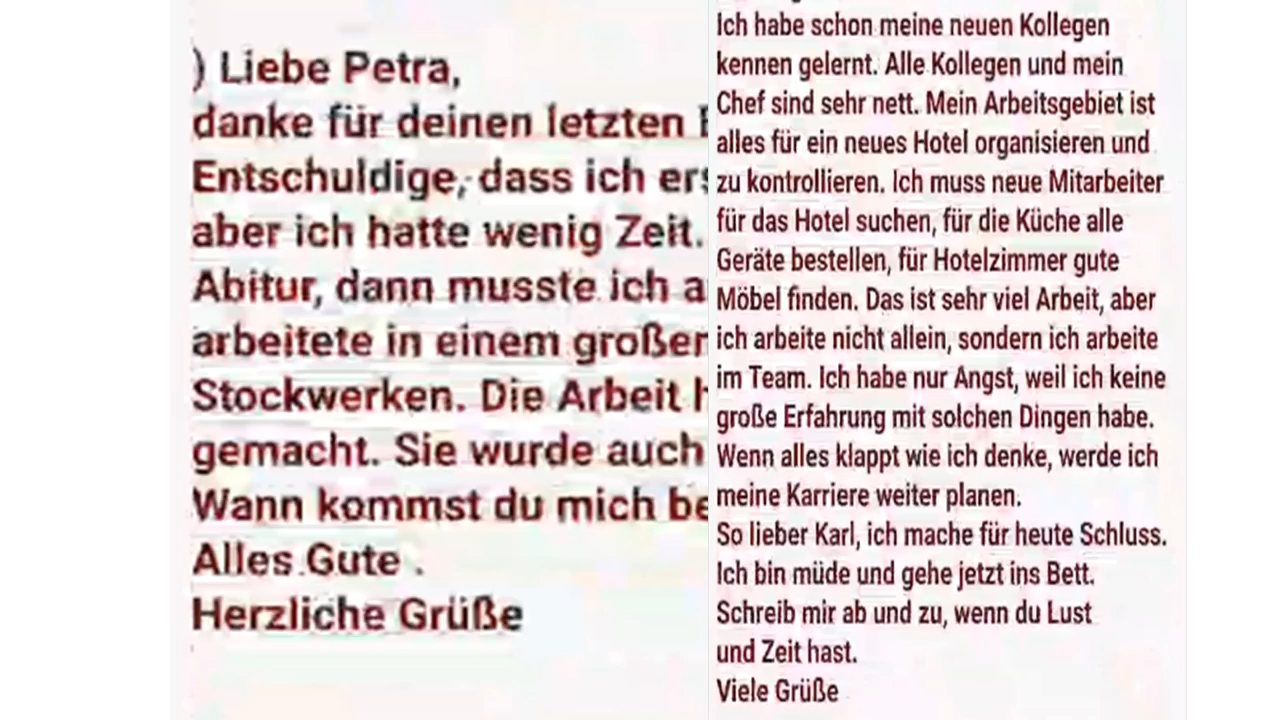 ) Liebe Petra,
danke für deinen letzten
Entschuldige, dass ich
aber ich hatte wenig Zeit.
Abitur, dann musste ich
arbeitete in einem
Stockwerken. Die Arbeit
gemacht. Sie wurde auch
Wann kommst du mich
Alles Gute .
Herzliche Grüße
Ich habe schon meine neuen Kollegen
kennen gelernt. Alle Kollegen und mein
Chef sind sehr nett. Mein Arbeitsgebiet ist
alles für ein neues Hotel organisieren und
zu kontrollieren. Ich muss neue Mitarbeiter
für das Hotel suchen, für die Küche alle
Geräte bestellen, für Hotelzimmer gute
Möbel finden. Das ist sehr viel Arbeit, aber
ich arbeite nicht allein, sondern ich arbeite
im Team. Ich habe nur Angst, weil ich keine
große Erfahrung mit solchen Dingen habe.
Wenn alles klappt wie ich denke, werde ich
meine Karriere weiter planen.
So lieber Karl, ich mache für heute Schluss.
Ich bin müde und gehe jetzt ins Bett.
Schreib mir ab und zu, wenn du Lust
und Zeit hast.
Viele Grüße